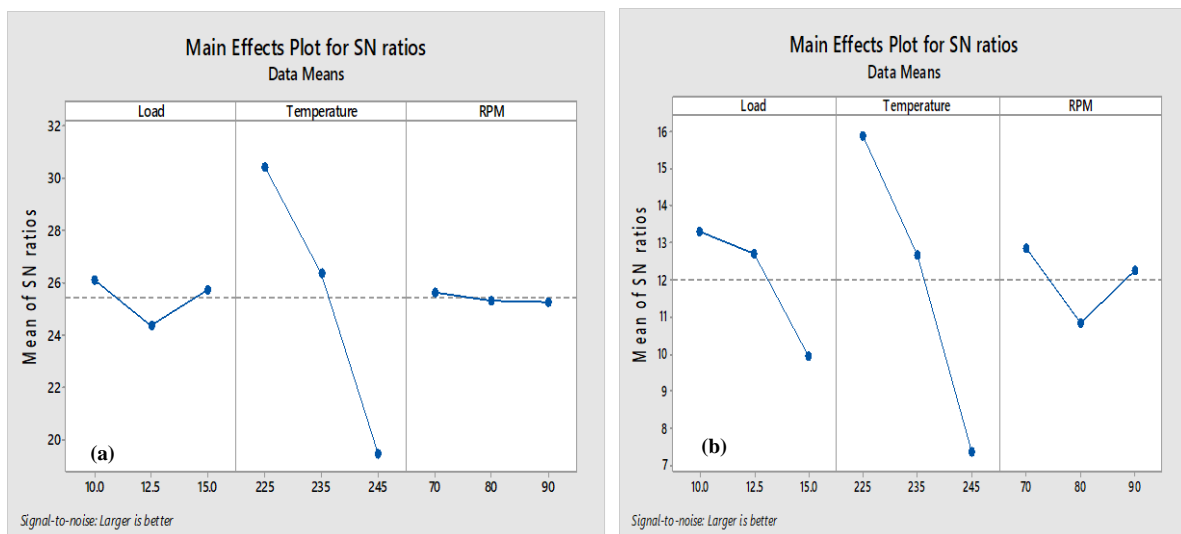 Main Effects Plot for SN ratios
Data Means
Load Temperature RPM
Mean of SN ratios
32
30
28
26
24
22
20
(a)
10.0 12.5 15.0 225 235 245 70 80 90
Signal-to-noise: Larger is better
Main Effects Plot for SN ratios
Data Means
Load Temperature RPM
Mean of SN ratios
16
15
14
13
12
11
10
9
8
7
(b)
10.0 12.5 15.0 225 235 245 70 80 90
Signal-to-noise: Larger is better